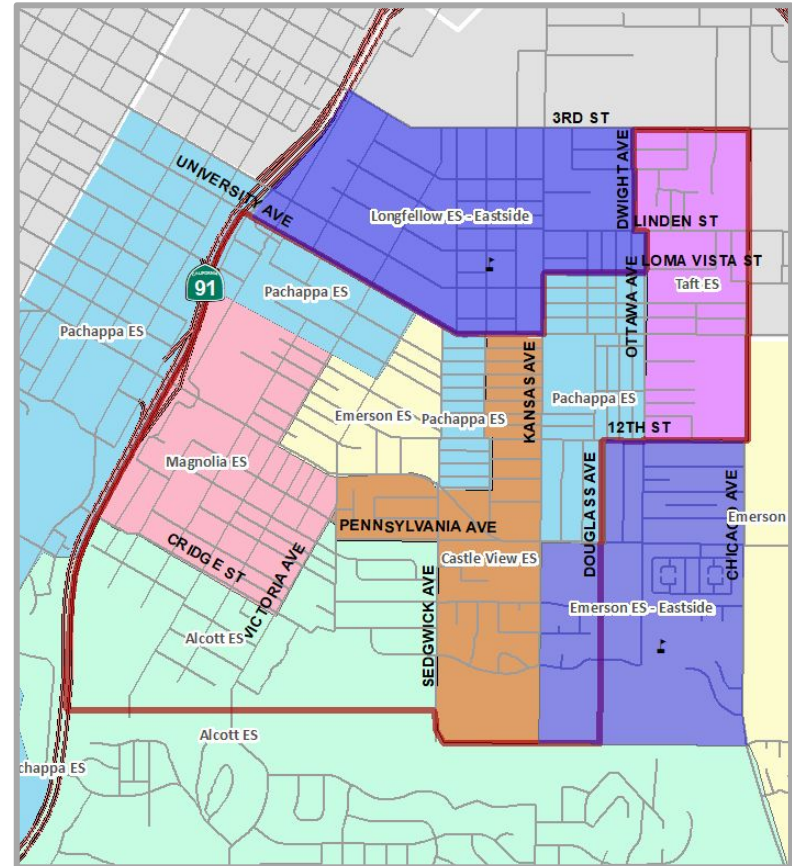 3RD ST
UNIVERSITY AVE
DWIGHT AVE
Longfellow ES - Eastside
LINDEN ST
LOMA VISTA ST
CALIFORNIA
91
Pachappa ES
Taft ES
OTTAWA AVE
Pachappa ES
KANSAS AVE
Pachappa ES
Emerson ES
Pachappa ES
12TH ST
Magnolia ES
DOUGLASS AVE
CHICAGO AVE
Emerson
PENNSYLVANIA AVE
CRIDGE ST
VICTORIA AVE
Castle View ES
SEDGWICK AVE
Emerson ES - Eastside
Alcott ES
Alcott ES
chappa ES